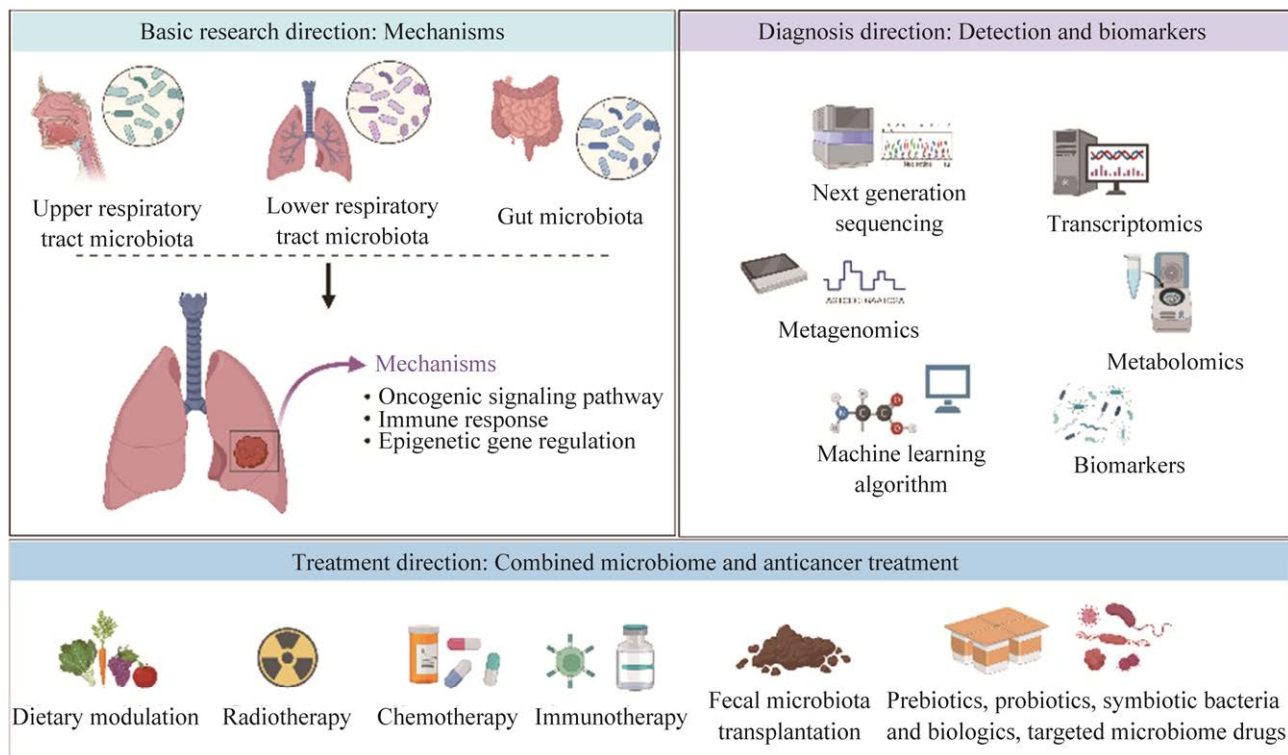 Basic research direction: Mechanisms
Upper respiratory
tract microbiota
Lower respiratory
tract microbiota
Gut microbiota
Mechanisms
• Oncogenic signaling pathway
• Immune response
• Epigenetic gene regulation
Diagnosis direction: Detection and biomarkers
Next generation
sequencing
Transcriptomics
Metagenomics
Metabolomics
N
C
C
O
O
H
Machine learning
algorithm
Biomarkers
Treatment direction: Combined microbiome and anticancer treatment
Dietary modulation
Radiotherapy
Chemotherapy
Immunotherapy
Fecal microbiota
transplantation
Prebiotics, probiotics, symbiotic bacteria
and biologics, targeted microbiome drugs